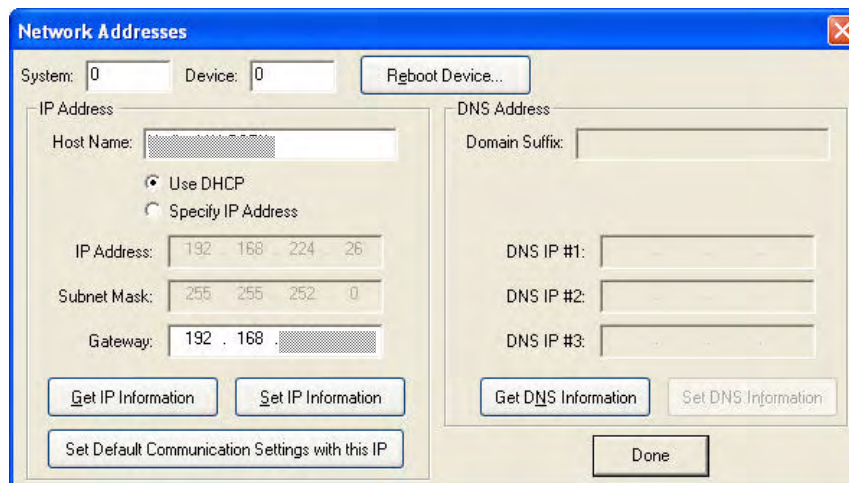 Network Addresses
System: 0 Device: 0 Reboot Device...
IP Address
Host Name:
Use DHCP
Specify IP Address
IP Address: 192 . 168 . 224 . 26
Subnet Mask: 255 . 255 . 252 . 0
Gateway: 192 . 168 .
Get IP Information Set IP Information
Set Default Communication Settings with this IP
DNS Address
Domain Suffix:
DNS IP #1: . . .
DNS IP #2: . . .
DNS IP #3: . . .
Get DNS Information Set DNS Information
Done